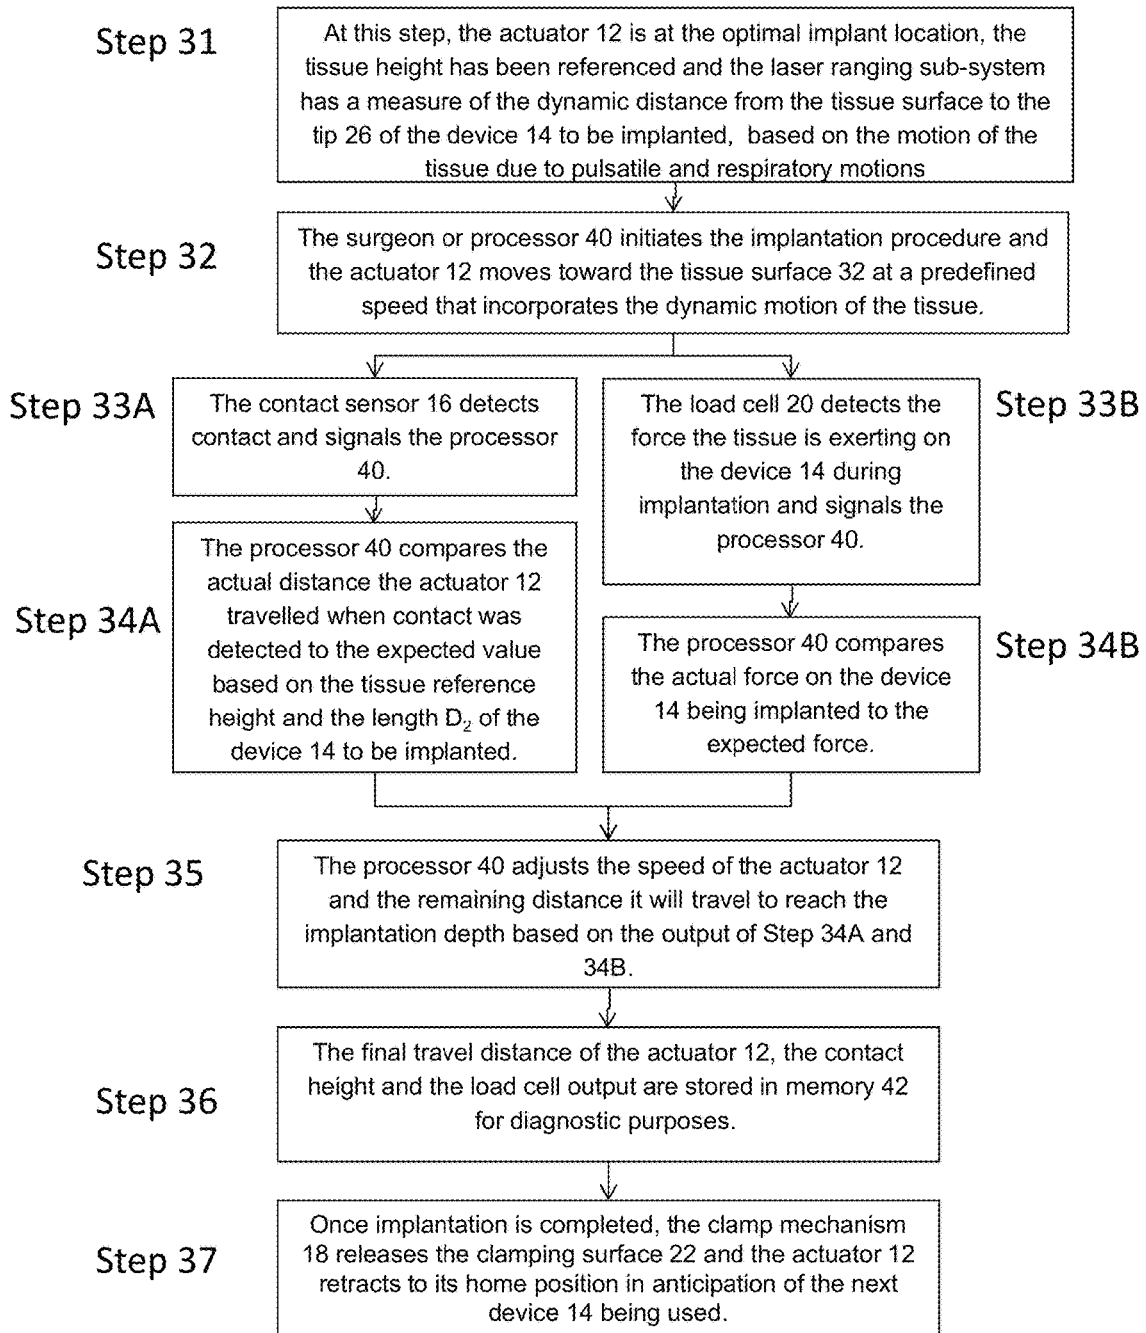 Step 31
At this step, the actuator 12 is at the optimal implant location, the
tissue height has been referenced and the laser ranging sub-system
has a measure of the dynamic distance from the tissue surface to the
tip 26 of the device 14 to be implanted, based on the motion of the
tissue due to pulsatile and respiratory motions
Step 32
The surgeon or processor 40 initiates the implantation procedure and
the actuator 12 moves toward the tissue surface 32 at a predefined
speed that incorporates the dynamic motion of the tissue.
Step 33A
The contact sensor 16 detects
contact and signals the processor
40.
Step 33B
The load cell 20 detects the
force the tissue is exerting on
the device 14 during
implantation and signals the
processor 40.
Step 34A
The processor 40 compares the
actual distance the actuator 12
travelled when contact was
detected to the expected value
based on the tissue reference
height and the length D₂ of the
device 14 to be implanted.
Step 34B
The processor 40 compares
the actual force on the device
14 being implanted to the
expected force.
Step 35
The processor 40 adjusts the speed of the actuator 12
and the remaining distance it will travel to reach the
implantation depth based on the output of Step 34A and
34B.
Step 36
The final travel distance of the actuator 12, the contact
height and the load cell output are stored in memory 42
for diagnostic purposes.
Step 37
Once implantation is completed, the clamp mechanism
18 releases the clamping surface 22 and the actuator 12
retracts to its home position in anticipation of the next
device 14 being used.